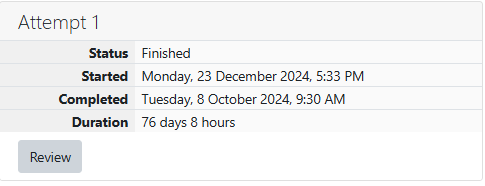 Attempt 1
Status Finished
Started Monday, 23 December 2024, 5:33 PM
Completed Tuesday, 8 October 2024, 9:30 AM
Duration 76 days 8 hours
Review